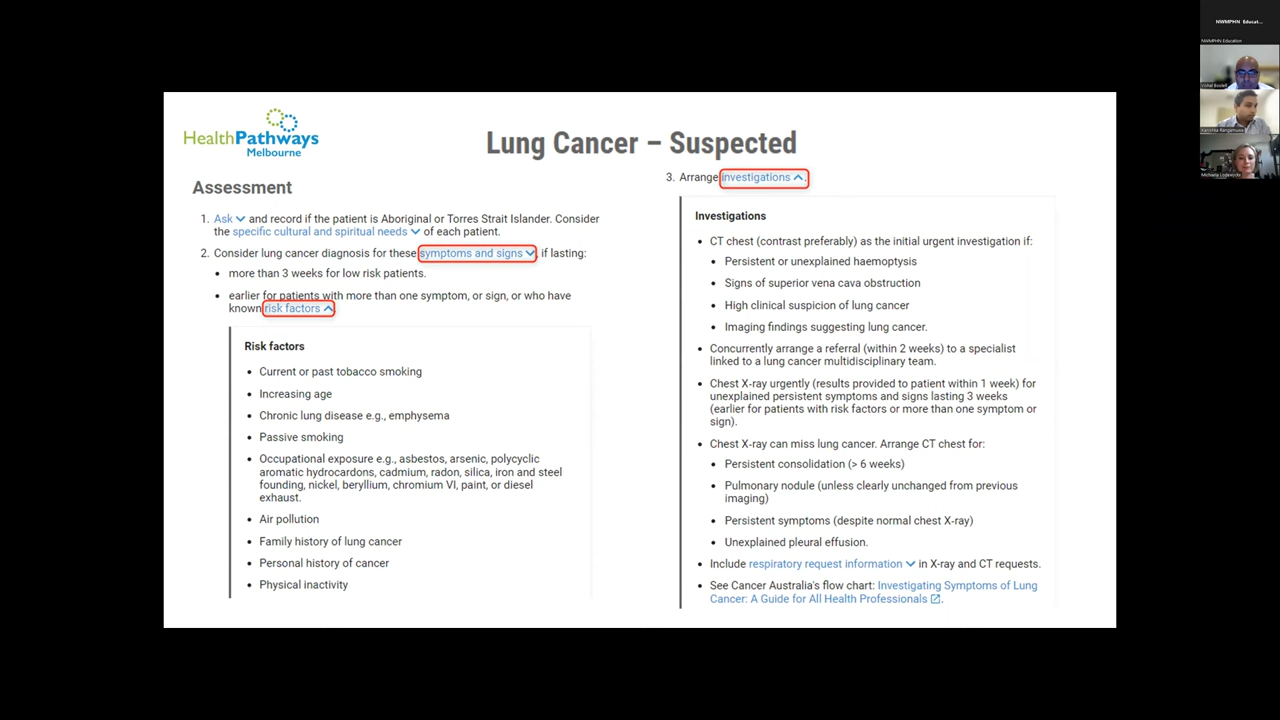 HealthPathways
Melbourne
Lung Cancer – Suspected
Assessment
1. Ask and record if the patient is Aboriginal or Torres Strait Islander. Consider
the specific cultural and spiritual needs of each patient.
2. Consider lung cancer diagnosis for these symptoms and signs, if lasting:
• more than 3 weeks for low risk patients.
• earlier for patients with more than one symptom, or sign, or who have
known risk factors.
Risk factors
• Current or past tobacco smoking
• Increasing age
• Chronic lung disease e.g., emphysema
• Passive smoking
• Occupational exposure e.g., asbestos, arsenic, polycyclic
aromatic hydrocardons, cadmium, radon, silica, iron and steel
founding, nickel, beryllium, chromium VI, paint, or diesel
exhaust.
• Air pollution
• Family history of lung cancer
• Personal history of cancer
• Physical inactivity
3. Arrange investigations.
Investigations
• CT chest (contrast preferably) as the initial urgent investigation if:
• Persistent or unexplained haemoptysis
• Signs of superior vena cava obstruction
• High clinical suspicion of lung cancer
• Imaging findings suggesting lung cancer.
• Concurrently arrange a referral (within 2 weeks) to a specialist
linked to a lung cancer multidisciplinary team.
• Chest X-ray urgently (results provided to patient within 1 week) for
unexplained persistent symptoms and signs lasting 3 weeks
(earlier for patients with risk factors or more than one symptom or
sign).
• Chest X-ray can miss lung cancer. Arrange CT chest for:
• Persistent consolidation (> 6 weeks)
• Pulmonary nodule (unless clearly unchanged from previous
imaging)
• Persistent symptoms (despite normal chest X-ray)
• Unexplained pleural effusion.
• Include respiratory request information in X-ray and CT requests.
• See Cancer Australia's flow chart: Investigating Symptoms of Lung
Cancer: A Guide for All Health Professionals.
NWMPHN Educat...
NWMPHN Education
Vishal Boolell